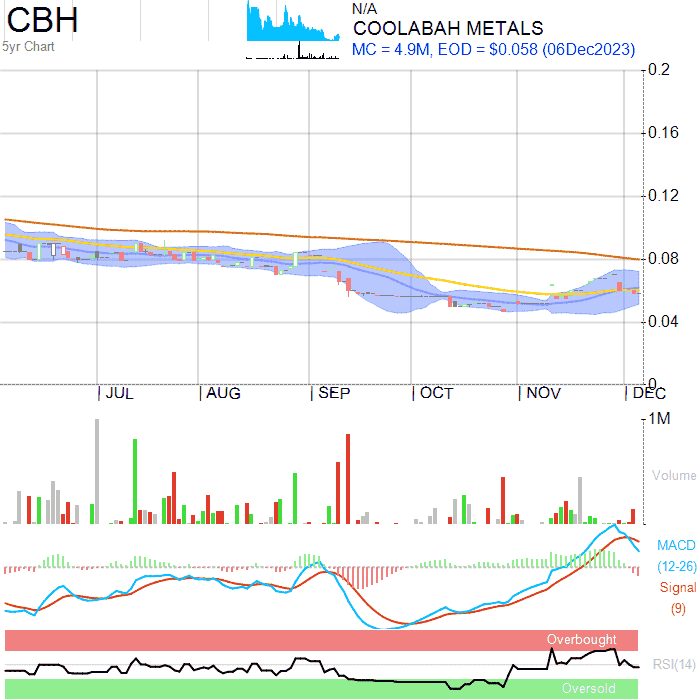 CBH
N/A
COOLABAH METALS
5yr Chart
MC = 4.9M, EOD = $0.058 (06Dec2023)
0.2
0.16
0.12
0.08
0.04
0
JUL AUG SEP OCT NOV DEC
1M
Volume
MACD
(12-26)
Signal
(9)
Overbought
RSI(14)
Oversold